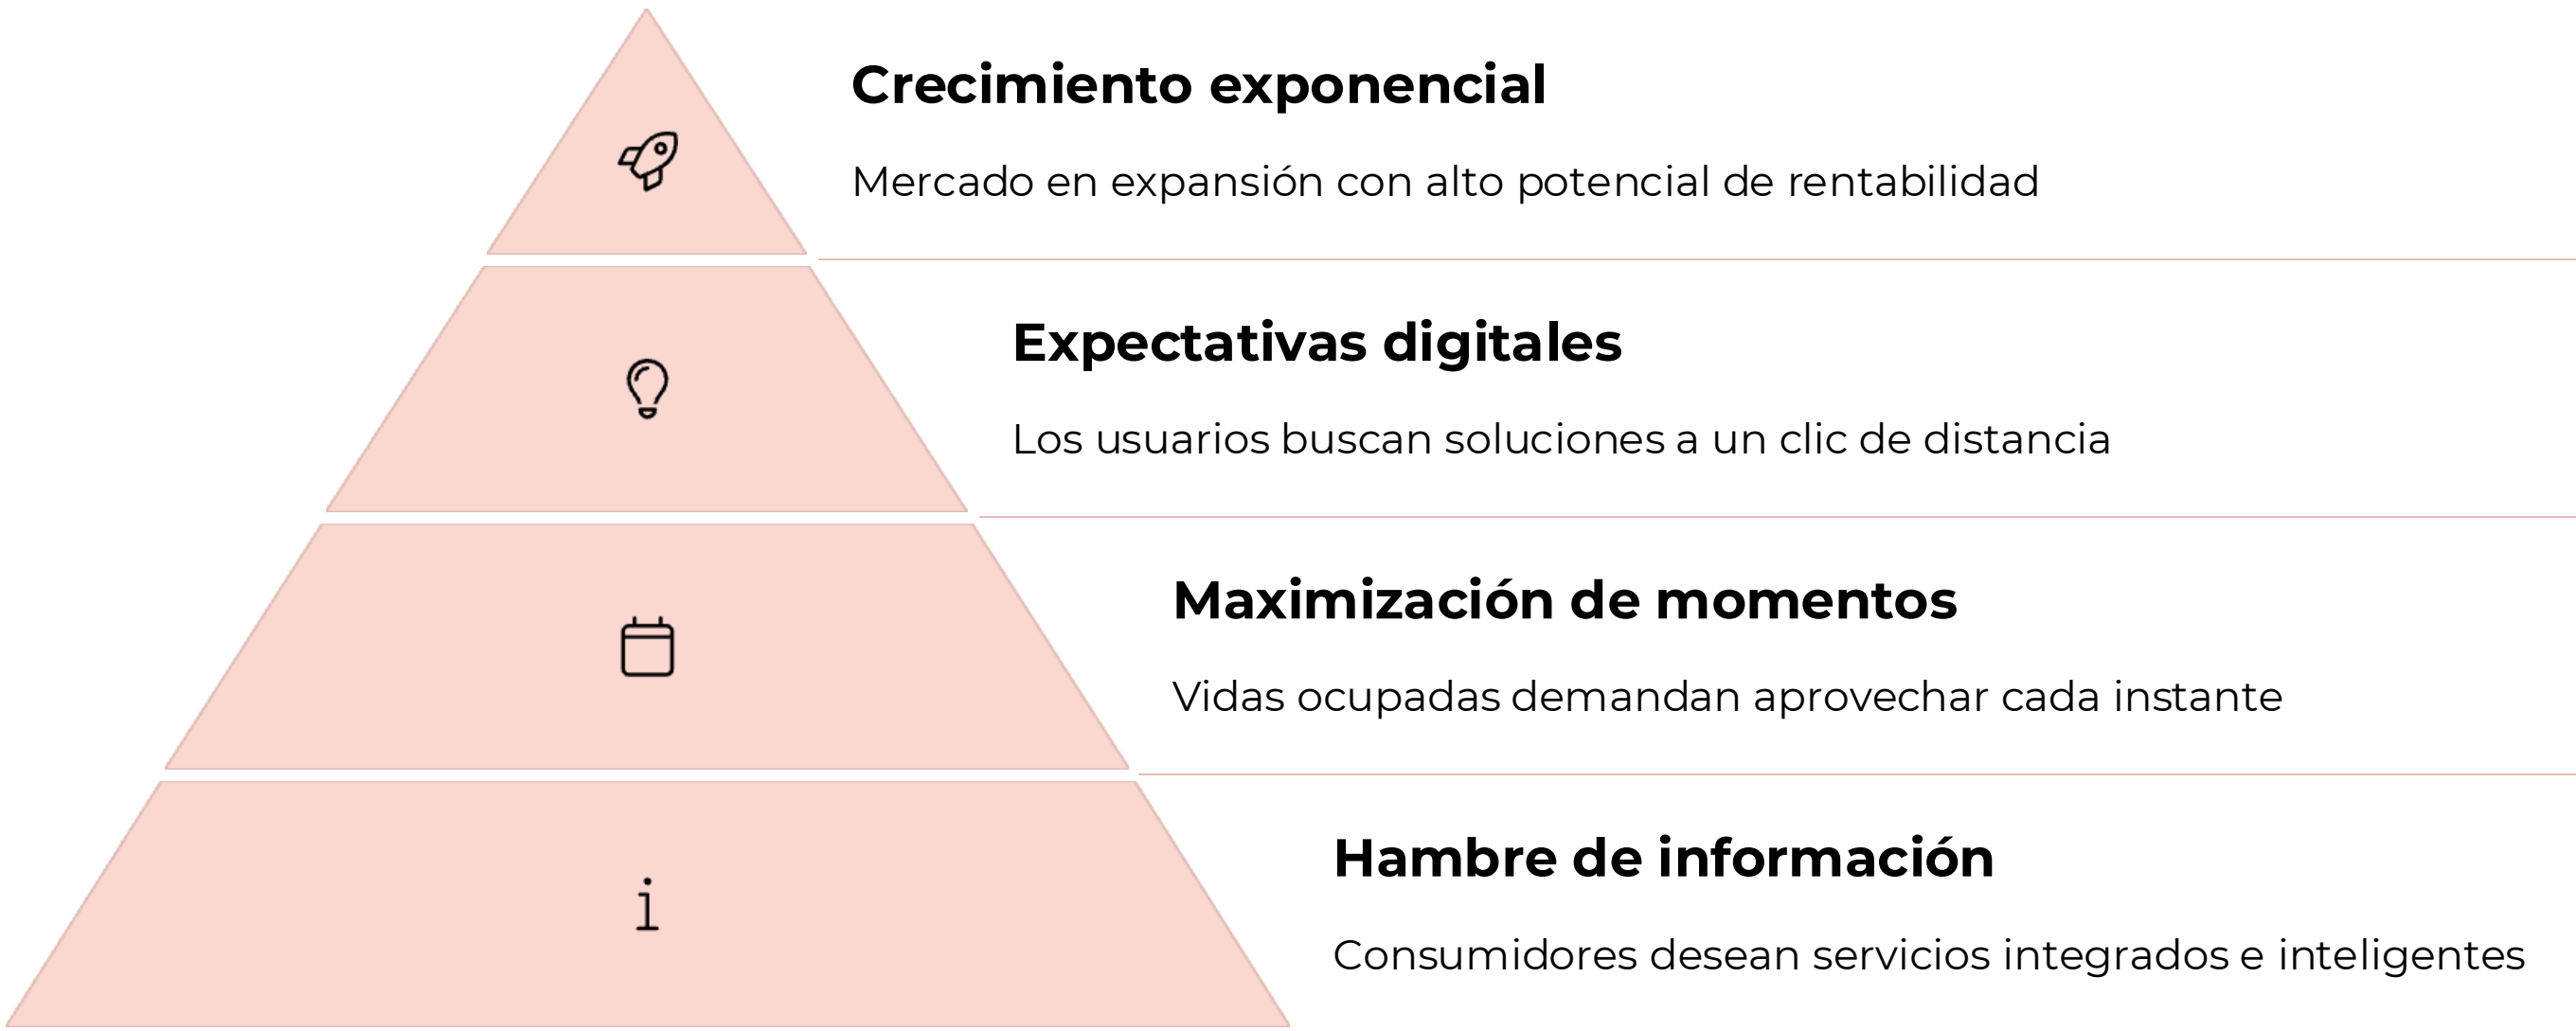 Crecimiento exponencial
Mercado en expansión con alto potencial de rentabilidad
Expectativas digitales
Los usuarios buscan soluciones a un clic de distancia
Maximización de momentos
Vidas ocupadas demandan aprovechar cada instante
i
Hambre de información
Consumidores desean servicios integrados e inteligentes